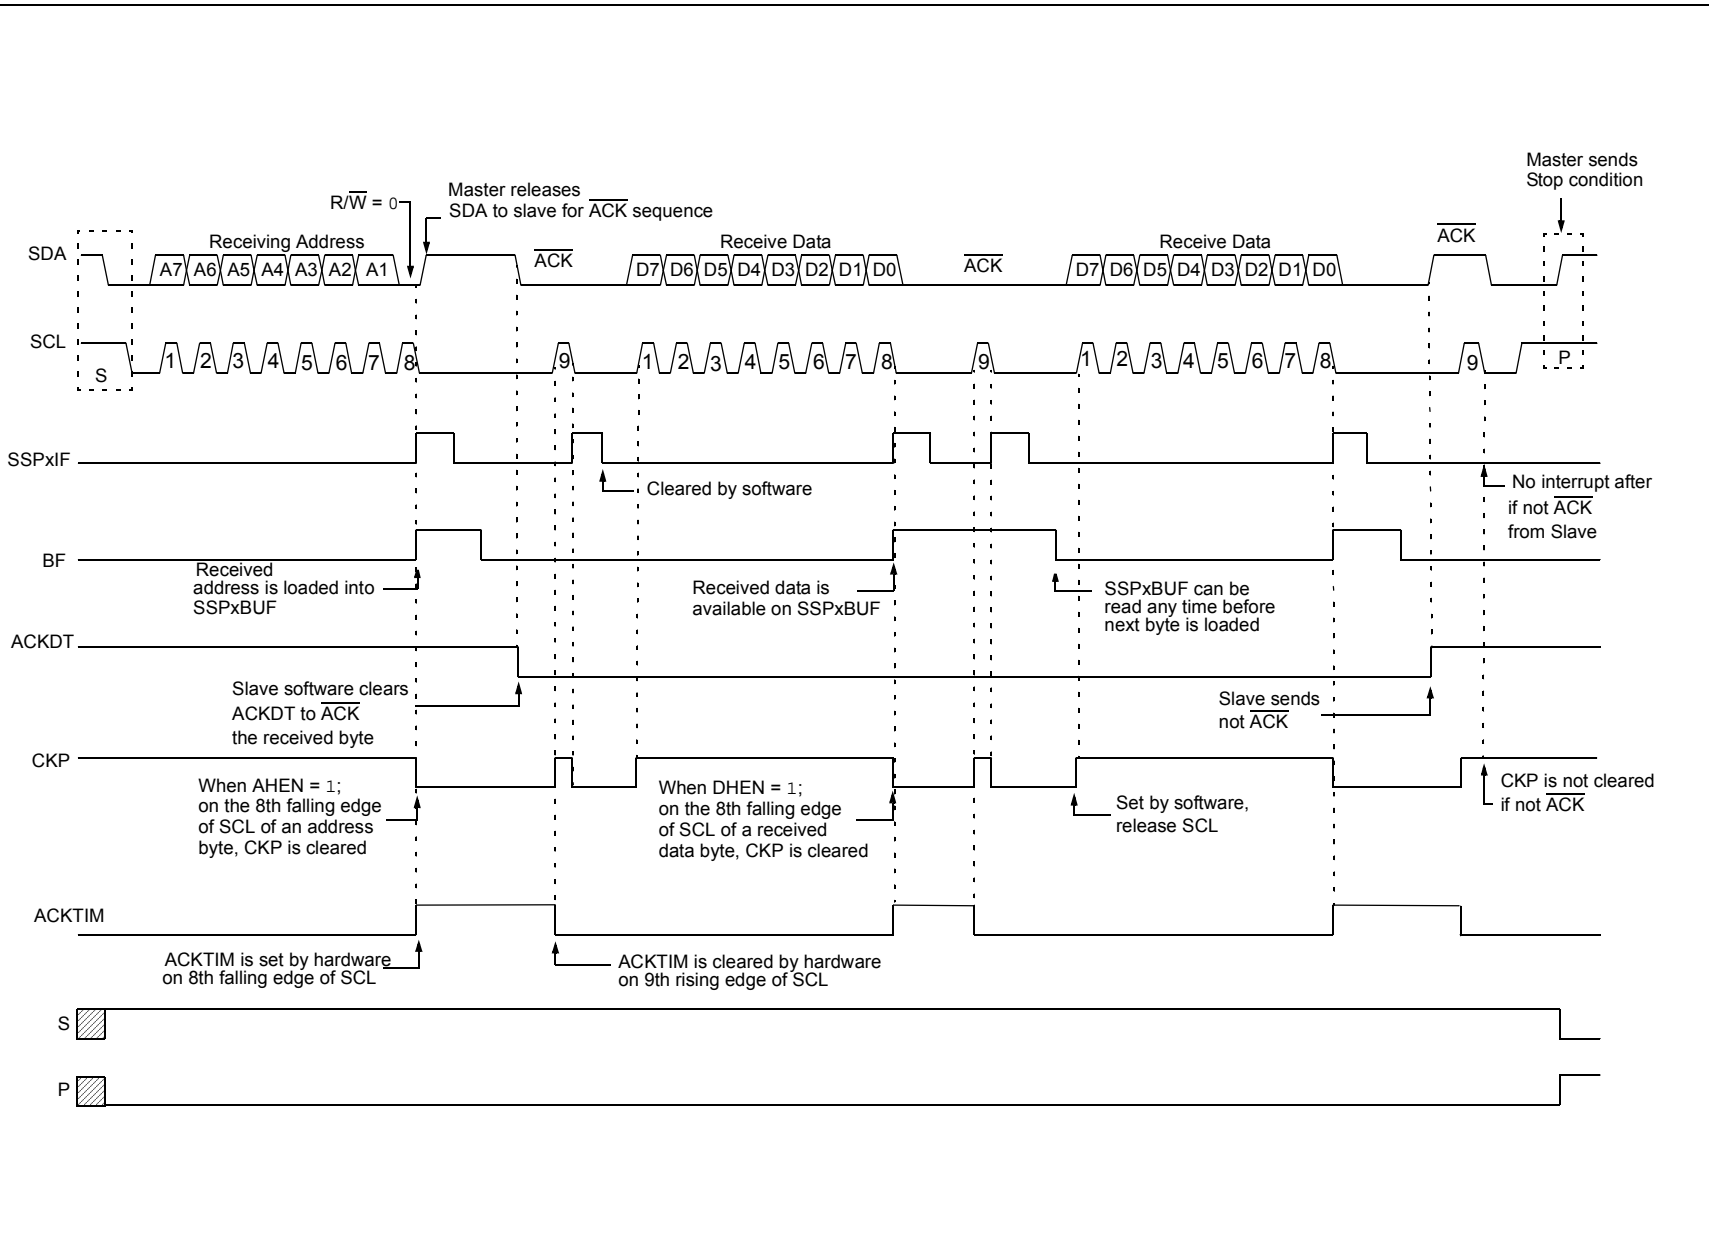 Master sends
Stop condition
Master releases
SDA to slave for ACK sequence
R/W = 0
SDA
Receiving Address
ACK
Receive Data
ACK
Receive Data
ACK
A7 A6 A5 A4 A3 A2 A1
D7 D6 D5 D4 D3 D2 D1 D0
D7 D6 D5 D4 D3 D2 D1 D0
SCL
S
1 2 3 4 5 6 7 8 9
1 2 3 4 5 6 7 8 9
1 2 3 4 5 6 7 8 9
P
SSPxIF
Cleared by software
No interrupt after
if not ACK
from Slave
BF
Received
address is loaded into
SSPxBUF
Received data is
available on SSPxBUF
SSPxBUF can be
read any time before
next byte is loaded
ACKDT
Slave software clears
ACKDT to ACK
the received byte
Slave sends
not ACK
CKP
When AHEN = 1;
on the 8th falling edge
of SCL of an address
byte, CKP is cleared
When DHEN = 1;
on the 8th falling edge
of SCL of a received
data byte, CKP is cleared
Set by software,
release SCL
CKP is not cleared
if not ACK
ACKTIM
ACKTIM is set by hardware
on 8th falling edge of SCL
ACKTIM is cleared by hardware
on 9th rising edge of SCL
S
P